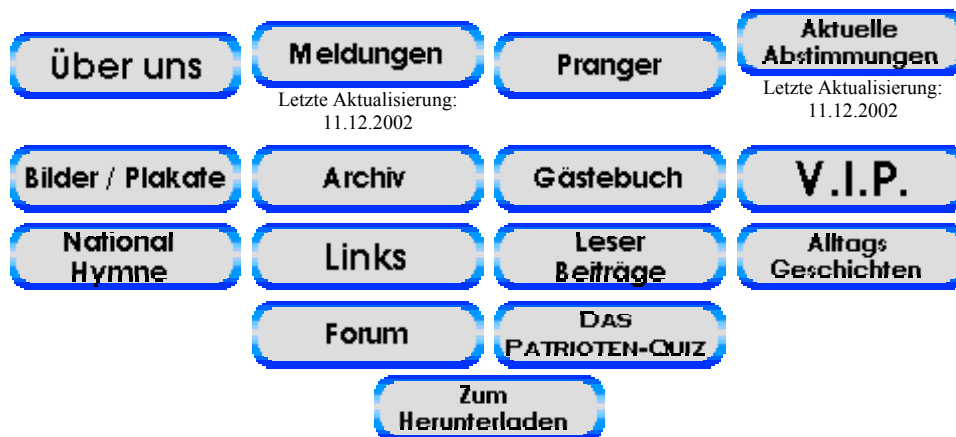 Über uns
Meldungen
Letzte Aktualisierung:
11.12.2002
Pranger
Aktuelle
Abstimmungen
Letzte Aktualisierung:
11.12.2002
Bilder / Plakate
Archiv
Gästebuch
V.I.P.
National
Hymne
Links
Leser
Beiträge
Alltags
Geschichten
Forum
DAS
PATRIOTEN-QUIZ
Zum
Herunterladen